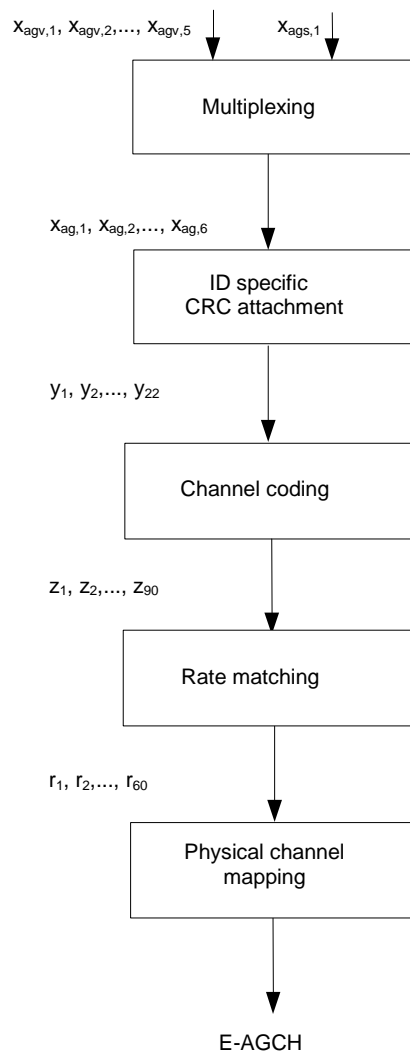 x_agv,1, x_agv,2,..., x_agv,5 x_ags,1
Multiplexing
x_ag,1, x_ag,2,..., x_ag,6
ID specific
CRC attachment
y_1, y_2,..., y_22
Channel coding
z_1, z_2,..., z_90
Rate matching
r_1, r_2,..., r_60
Physical channel
mapping
E-AGCH